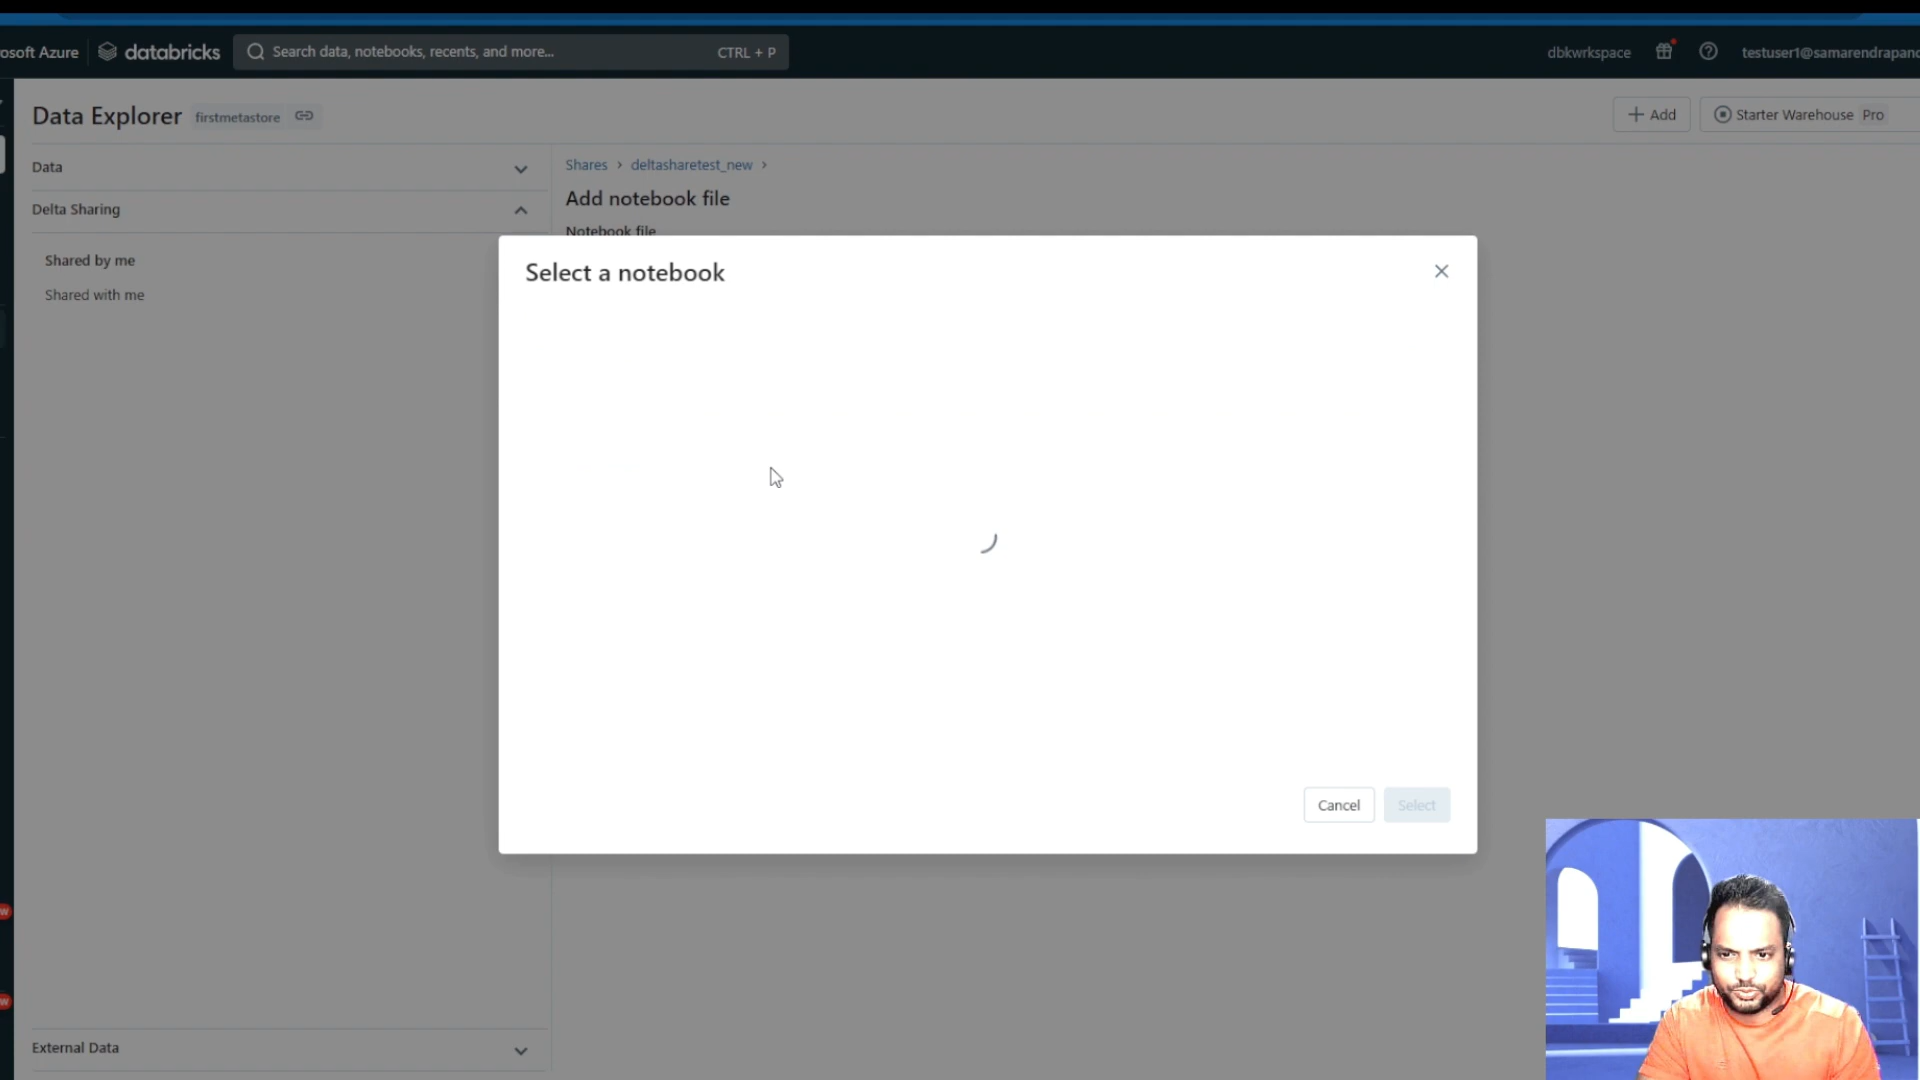 osoft Azure databricks Search data, notebooks, recents, and more... CTRL + P dbkwrkspace testuser1@samarendrapand
Data Explorer firstmetastore + Add Starter Warehouse Pro
Data
Shares > deltasharetest_new >
Delta Sharing
Add notebook file
Notebook file
Shared by me
Shared with me
Select a notebook
Cancel Select
External Data